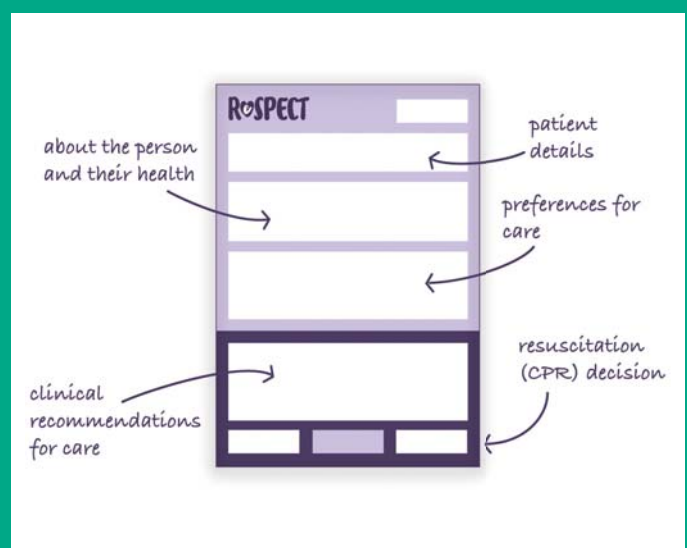 ReSPECT
patient
details
about the person
and their health
preferences for
care
resuscitation
(CPR) decision
clinical
recommendations
for care